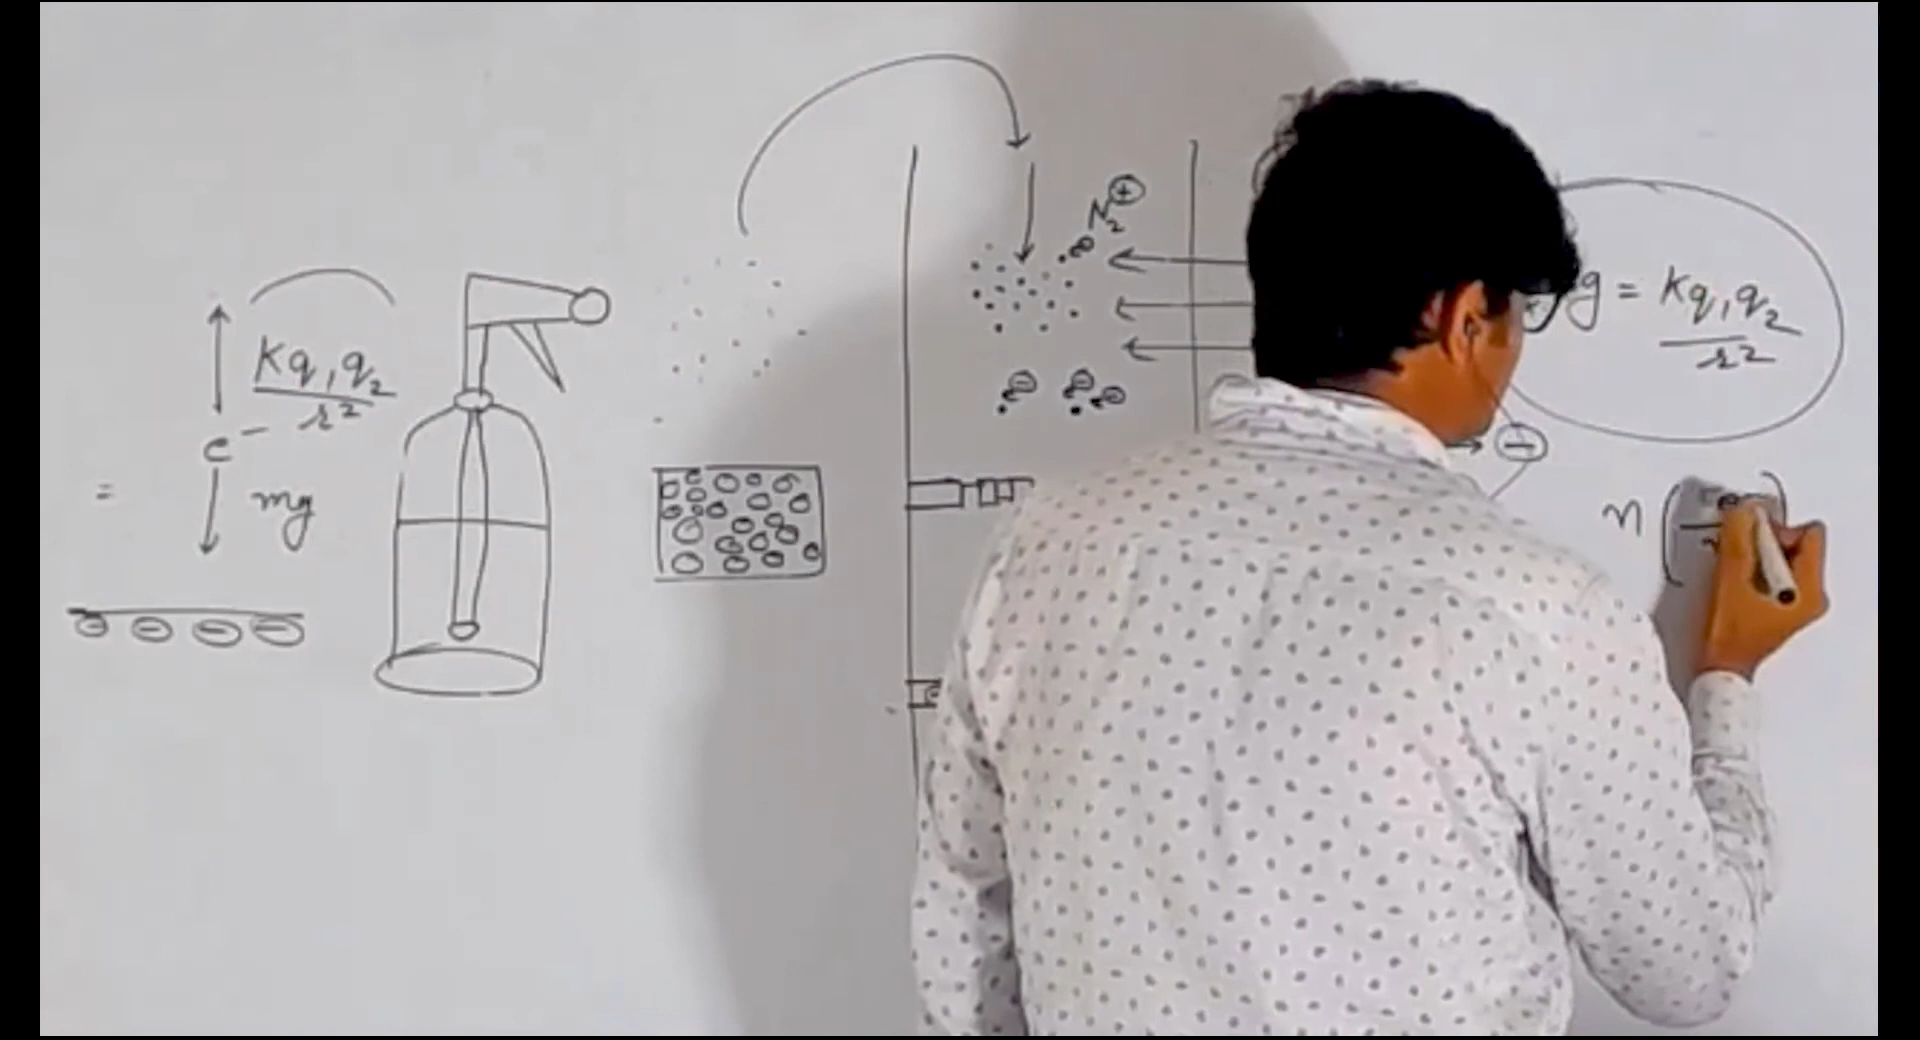 Kq₁q₂
r²
e⁻
=
mg
⊖ ⊖ ⊖ ⊖
N₂⊕
g = Kq₁q₂
r²
n (